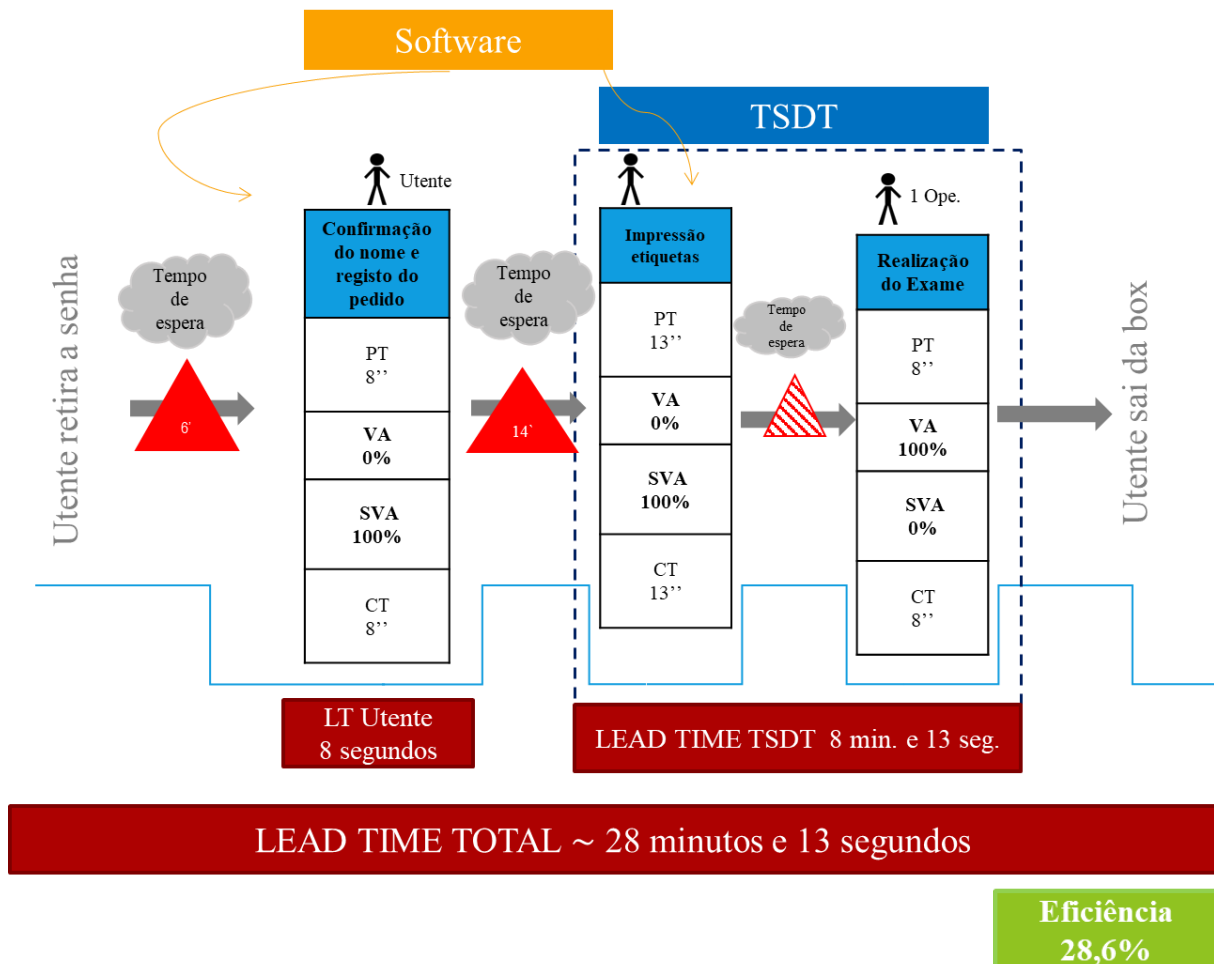 Software
TSDT
Utente retira a senha
Tempo
de
espera
6'
Utente
Confirmação
do nome e
registo do
pedido
PT
8’’
VA
0%
SVA
100%
CT
8’’
Tempo
de
espera
14`
Impressão
etiquetas
PT
13’’
VA
0%
SVA
100%
CT
13’’
Tempo
de
espera
1 Ope.
Realização
do Exame
PT
8’’
VA
100%
SVA
0%
CT
8’’
Utente sai da box
LT Utente
8 segundos
LEAD TIME TSDT 8 min. e 13 seg.
LEAD TIME TOTAL ~ 28 minutos e 13 segundos
Eficiência
28,6%